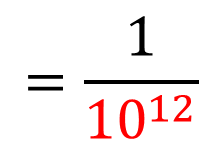 = 1/10¹²